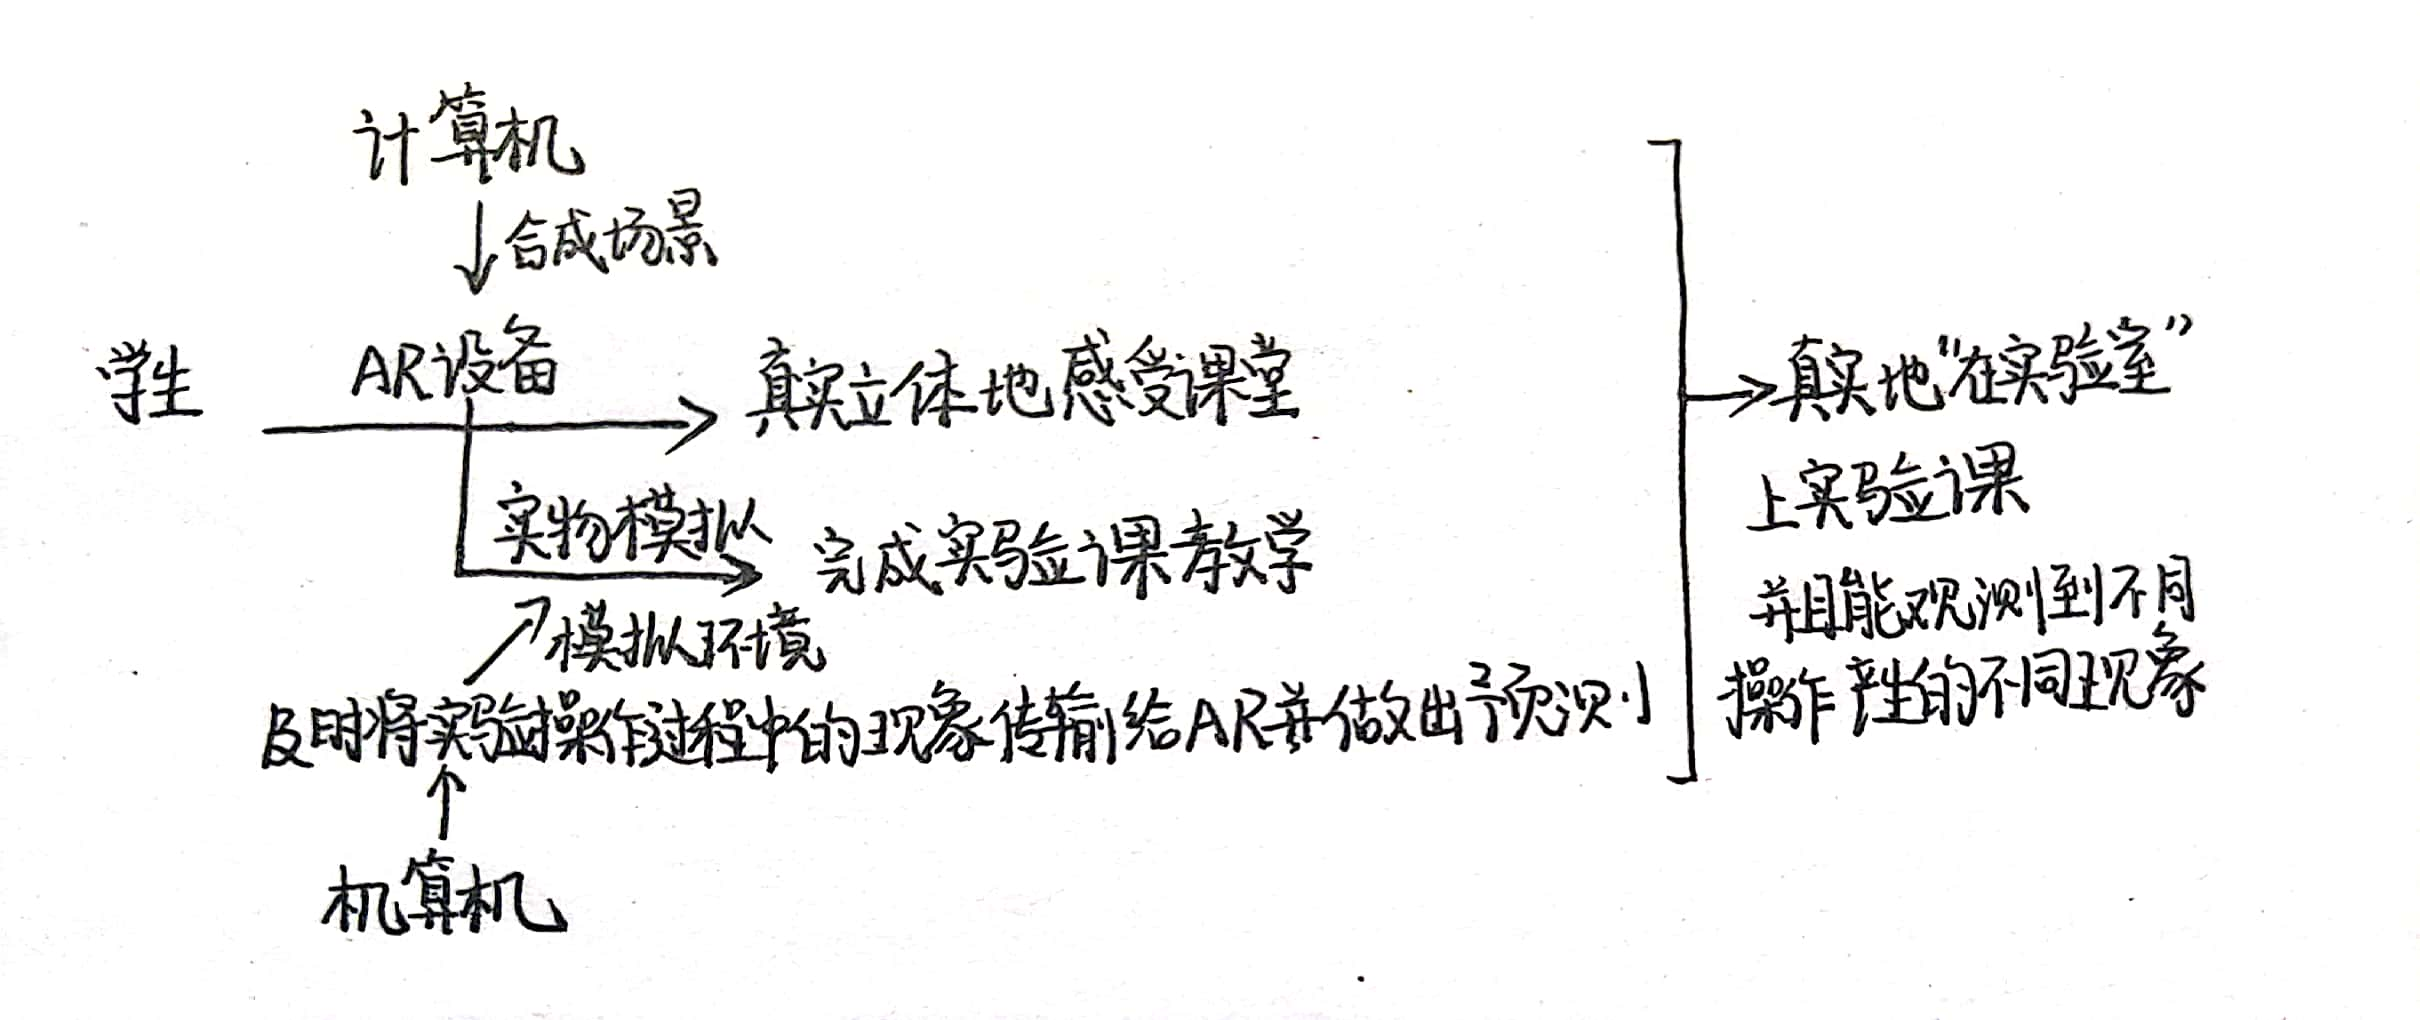 计算机
合成场景
学生
AR设备
真实立体地感受课堂
实物模拟
完成实验课教学
模拟环境
及时将实验操作过程中的现象传输给AR并做出预测
机算机
真实地“在实验室”
上实验课
并且能观测到不同
操作产生的不同现象